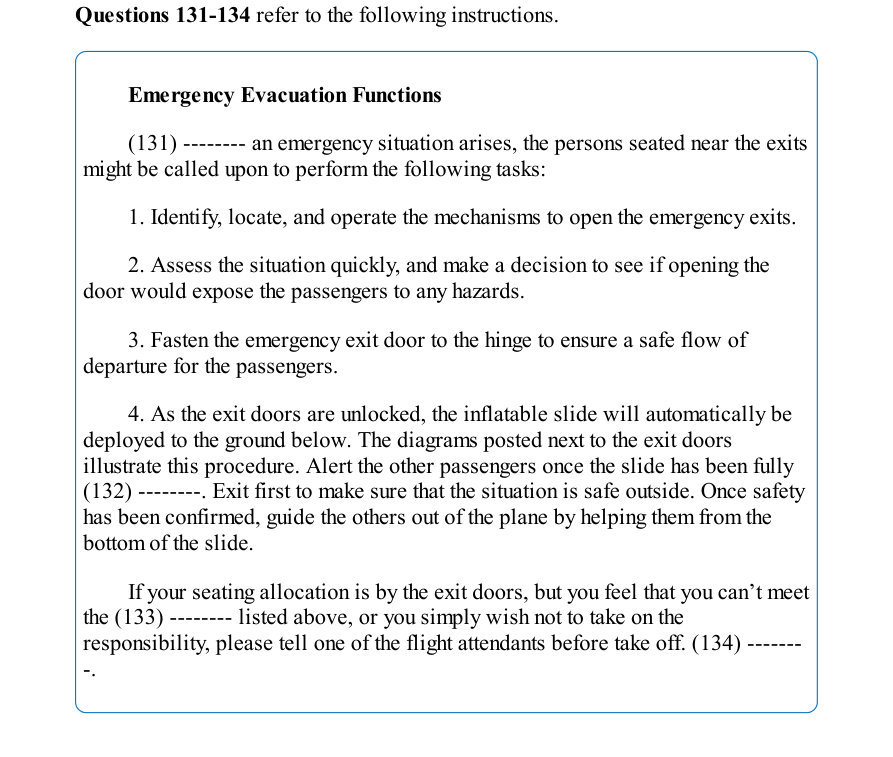 Questions 131-134 refer to the following instructions.
Emergency Evacuation Functions
(131) -------- an emergency situation arises, the persons seated near the exits
might be called upon to perform the following tasks:
1. Identify, locate, and operate the mechanisms to open the emergency exits.
2. Assess the situation quickly, and make a decision to see if opening the
door would expose the passengers to any hazards.
3. Fasten the emergency exit door to the hinge to ensure a safe flow of
departure for the passengers.
4. As the exit doors are unlocked, the inflatable slide will automatically be
deployed to the ground below. The diagrams posted next to the exit doors
illustrate this procedure. Alert the other passengers once the slide has been fully
(132) --------. Exit first to make sure that the situation is safe outside. Once safety
has been confirmed, guide the others out of the plane by helping them from the
bottom of the slide.
If your seating allocation is by the exit doors, but you feel that you can’t meet
the (133) -------- listed above, or you simply wish not to take on the
responsibility, please tell one of the flight attendants before take off. (134) -------
-.